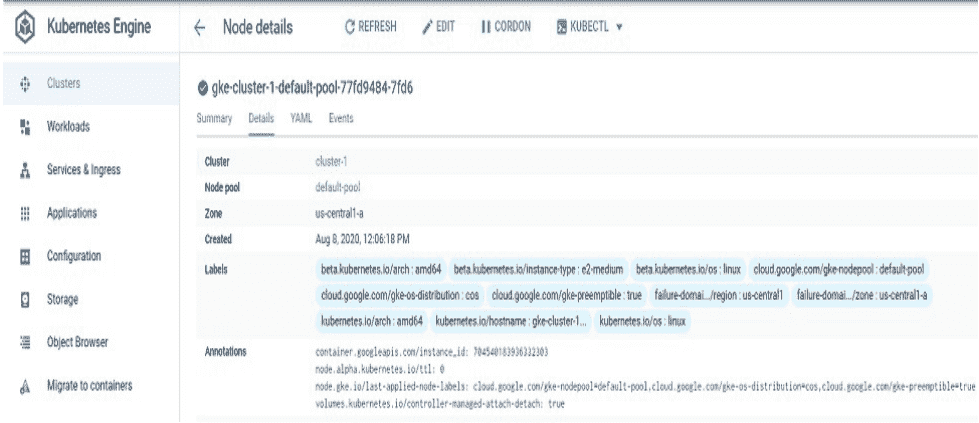 Kubernetes Engine
Node details REFRESH EDIT CORDON KUBECTL
Clusters
Workloads
Services & Ingress
Applications
Configuration
Storage
Object Browser
Migrate to containers
gke-cluster-1-default-pool-77fd9484-7fd6
Summary Details YAML Events
Cluster cluster-1
Node pool default-pool
Zone us-central1-a
Created Aug 8, 2020, 12:06:18 PM
Labels beta.kubernetes.io/arch : amd64 beta.kubernetes.io/instance-type : e2-medium beta.kubernetes.io/os : linux cloud.google.com/gke-nodepool : default-pool
cloud.google.com/gke-os-distribution : cos cloud.google.com/gke-preemptible : true failure-domai.../region : us-central1 failure-domai.../zone : us-central1-a
kubernetes.io/arch : amd64 kubernetes.io/hostname : gke-cluster-1... kubernetes.io/os : linux
Annotations container.googleapis.com/instance_id: 704540183936332303
node.alpha.kubernetes.io/ttl: 0
node.gke.io/last-applied-node-labels: cloud.google.com/gke-nodepool=default-pool,cloud.google.com/gke-os-distribution=cos,cloud.google.com/gke-preemptible=true
volumes.kubernetes.io/controller-managed-attach-detach: true